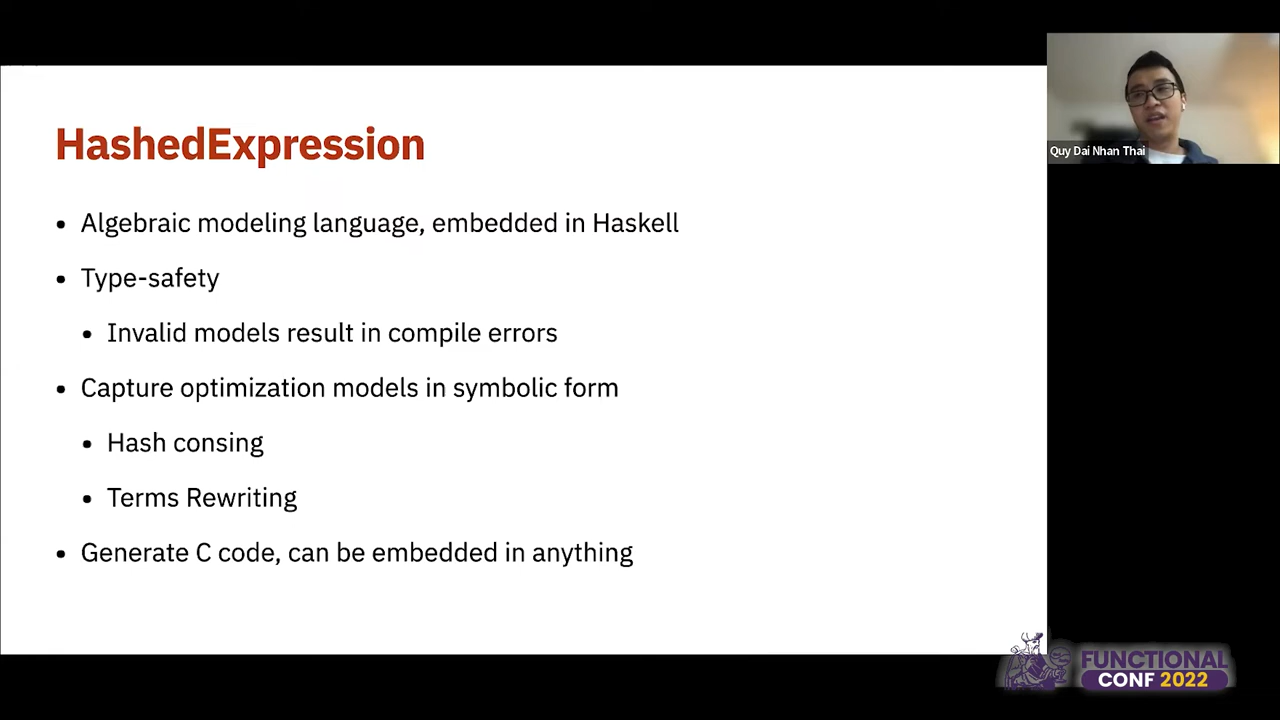 HashedExpression
• Algebraic modeling language, embedded in Haskell
• Type-safety
• Invalid models result in compile errors
• Capture optimization models in symbolic form
• Hash consing
• Terms Rewriting
• Generate C code, can be embedded in anything
Quy Dai Nhan Thai
FUNCTIONAL
CONF 2022